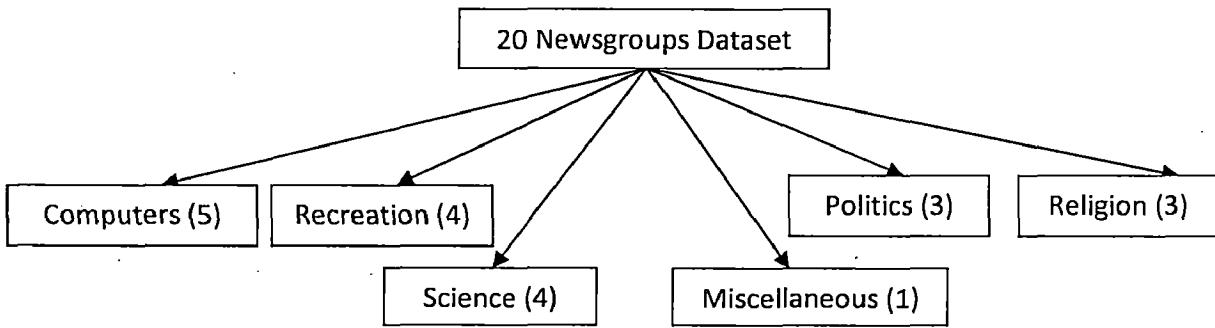 20 Newsgroups Dataset
Computers (5)
Recreation (4)
Politics (3)
Religion (3)
Science (4)
Miscellaneous (1)